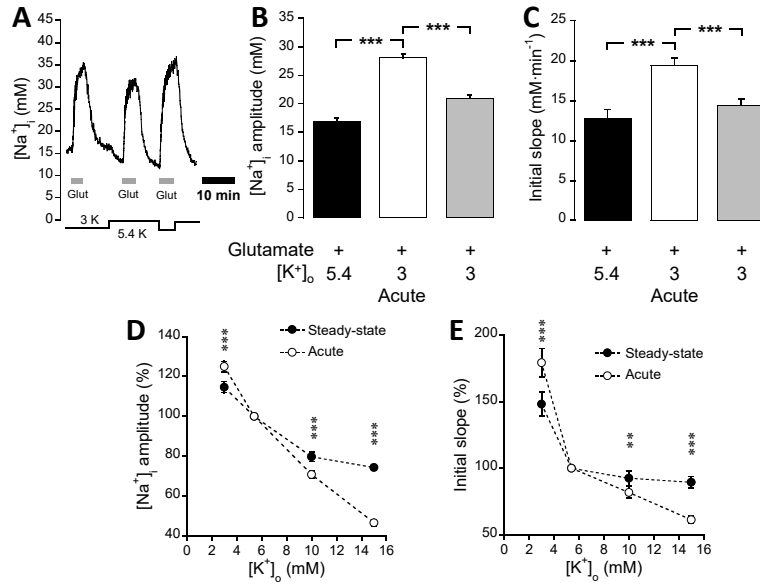 A
[Na⁺]ᵢ (mM)
45
40
35
30
25
20
15
10
5
0
Glut
Glut
Glut
10 min
3 K
5.4 K
B
[Na⁺]ᵢ amplitude (mM)
35
30
25
20
15
10
5
0
***
***
Glutamate + + +
[K⁺]ₒ 5.4 3 3
Acute
C
Initial slope (mM·min⁻¹)
25
20
15
10
5
0
***
***
+ + +
5.4 3 3
Acute
D
[Na⁺]ᵢ amplitude (%)
140
120
100
80
60
40
***
***
***
Steady-state
Acute
0 2 4 6 8 10 12 14 16
[K⁺]ₒ (mM)
E
Initial slope (%)
200
150
100
50
***
**
***
Steady-state
Acute
0 2 4 6 8 10 12 14 16
[K⁺]ₒ (mM)